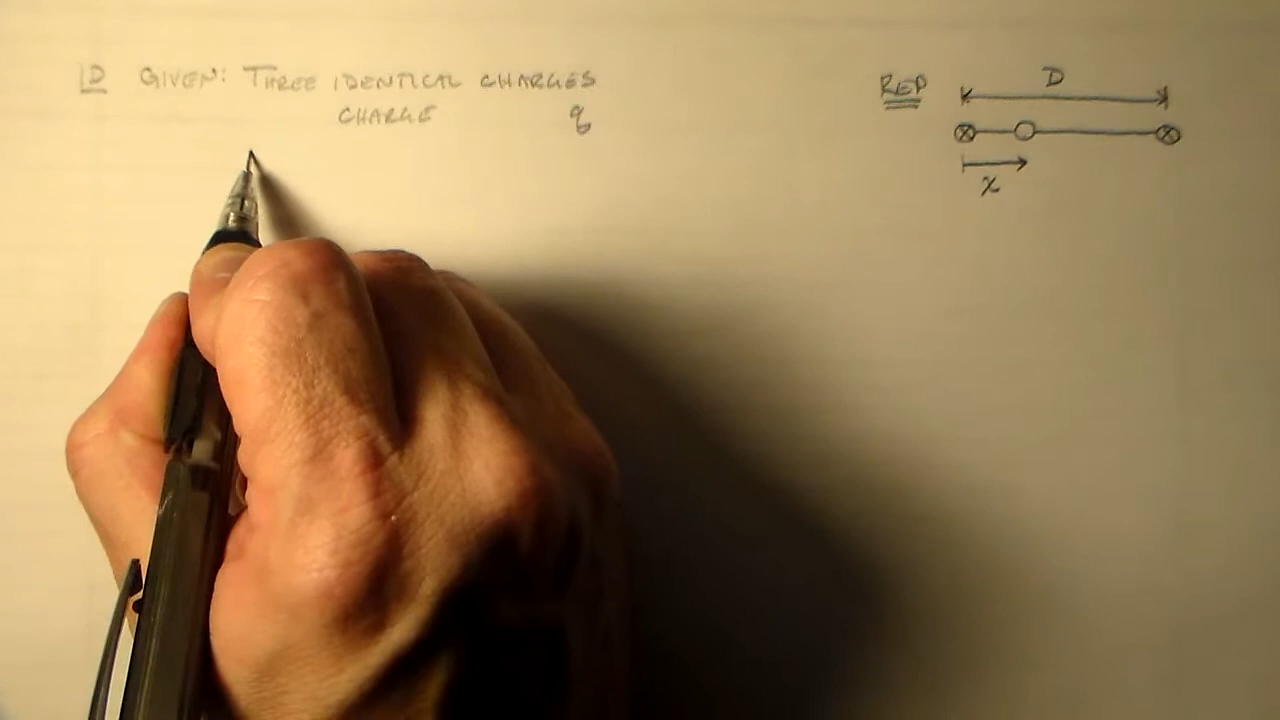 ID GIVEN: THREE IDENTICAL CHARGES
CHARGE q
REP
D
x